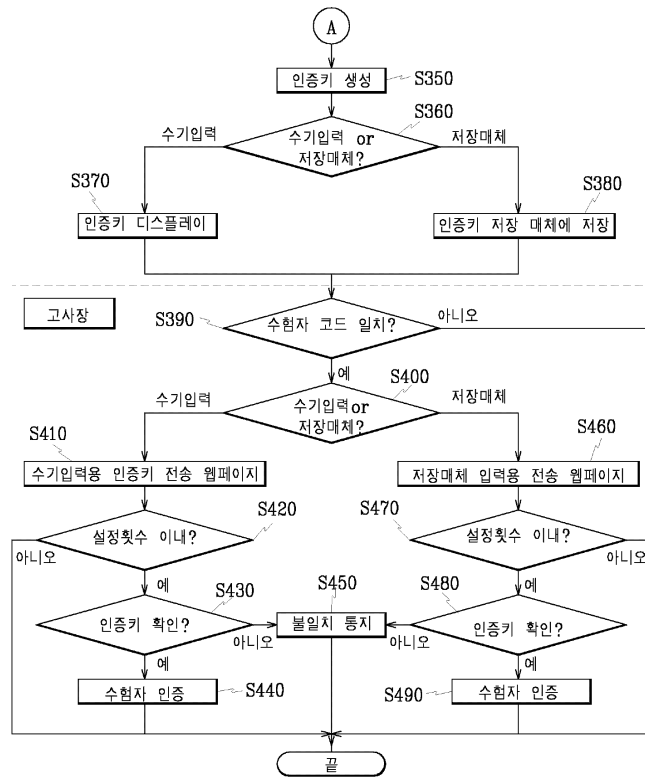 A
인증키 생성
S350
S360
수기입력 or
저장매체?
수기입력
저장매체
S370
인증키 디스플레이
S380
인증키 저장 매체에 저장
고사장
S390
수험자 코드 일치?
아니오
예
S400
수기입력or
저장매체?
수기입력
저장매체
S410
수기입력용 인증키 전송 웹페이지
S460
저장매체 입력용 전송 웹페이지
S420
설정횟수 이내?
아니오
예
S470
설정횟수 이내?
아니오
예
S430
인증키 확인?
아니오
예
S450
불일치 통지
S480
인증키 확인?
아니오
예
수험자 인증
S440
S490
수험자 인증
끝